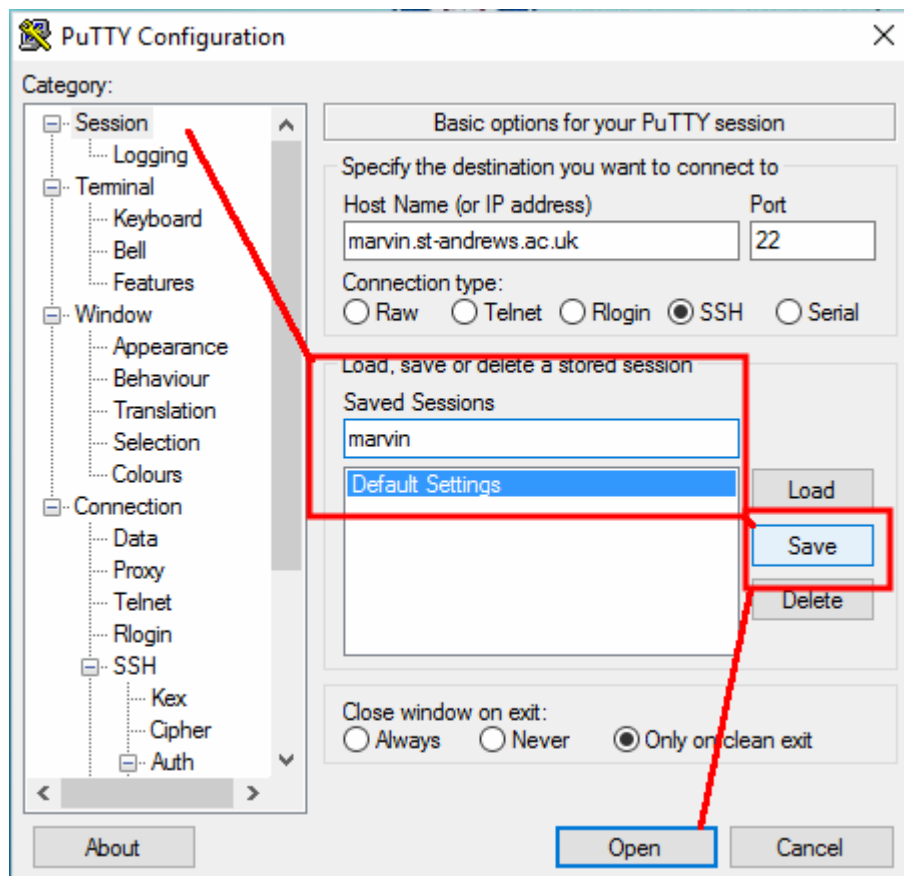 PuTTY Configuration
Category:
Session
Logging
Terminal
Keyboard
Bell
Features
Window
Appearance
Behaviour
Translation
Selection
Colours
Connection
Data
Proxy
Telnet
Rlogin
SSH
Kex
Cipher
Auth
Basic options for your PuTTY session
Specify the destination you want to connect to
Host Name (or IP address) Port
marvin.st-andrews.ac.uk 22
Connection type:
Raw Telnet Rlogin SSH Serial
Load, save or delete a stored session
Saved Sessions
marvin
Default Settings
Load
Save
Delete
Close window on exit:
Always Never Only on clean exit
About Open Cancel